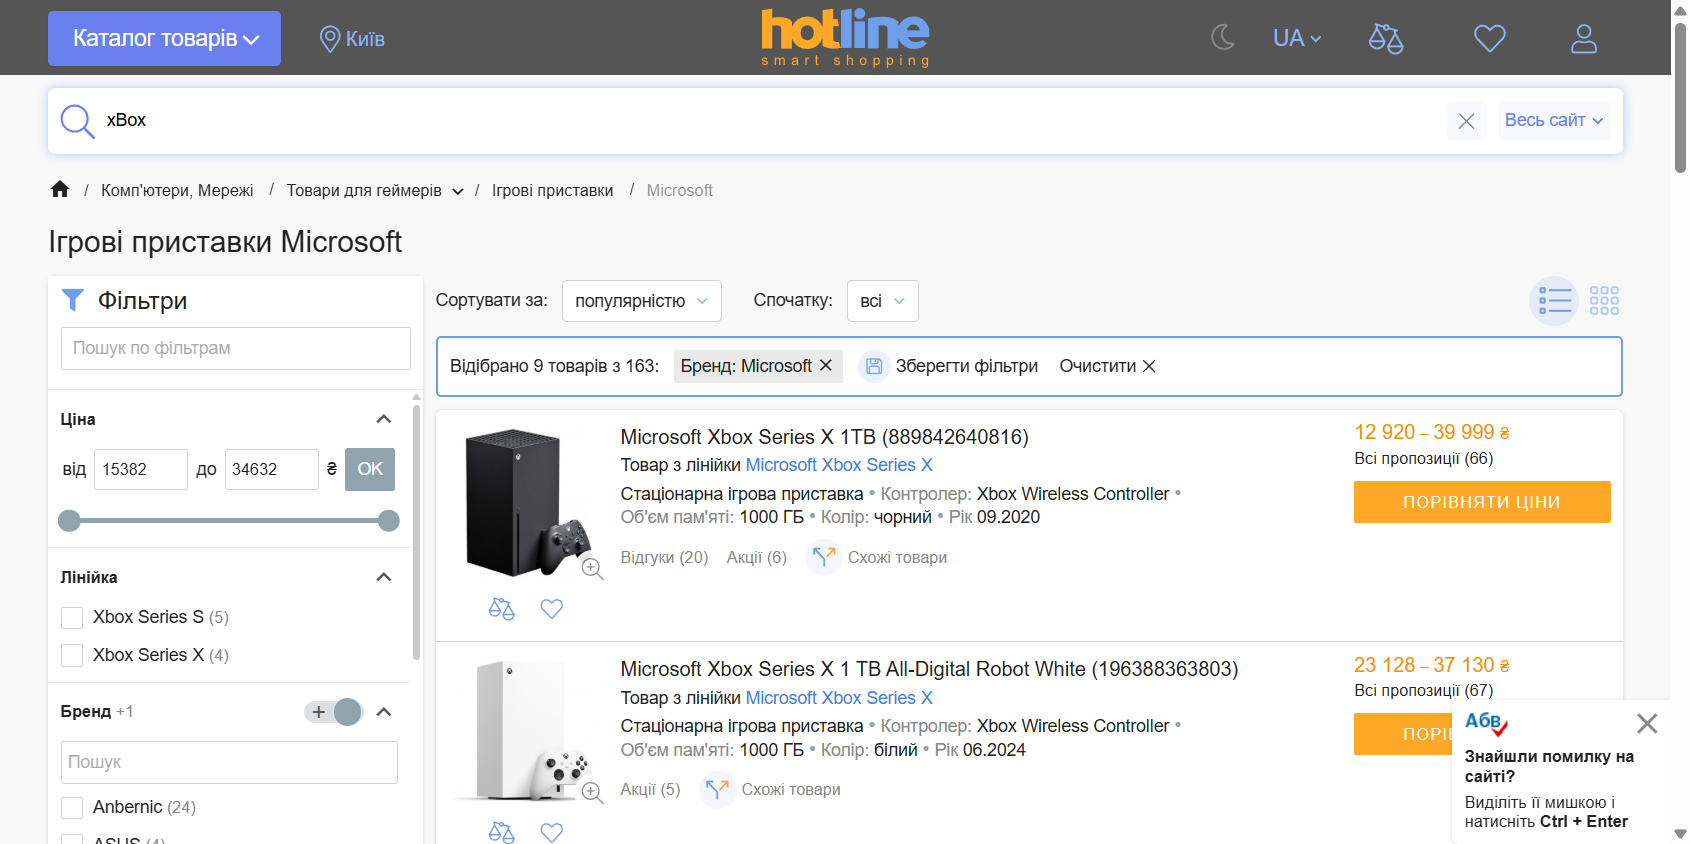 Каталог товарів
Київ
hotline
smart shopping
UA
xBox
Весь сайт
/ Комп'ютери, Мережі / Товари для геймерів / Ігрові приставки / Microsoft
Ігрові приставки Microsoft
Фільтри
Пошук по фільтрам
Ціна
від 15382 до 34632 ₴ OK
Лінійка
Xbox Series S (5)
Xbox Series X (4)
Бренд +1
Пошук
Anbernic (24)
ASUS (4)
Сортувати за: популярністю Спочатку: всі
Відібрано 9 товарів з 163: Бренд: Microsoft Зберегти фільтри Очистити
Microsoft Xbox Series X 1TB (889842640816)
Товар з лінійки Microsoft Xbox Series X
Стаціонарна ігрова приставка • Контролер: Xbox Wireless Controller •
Об'єм пам'яті: 1000 ГБ • Колір: чорний • Рік 09.2020
Відгуки (20) Акції (6) Схожі товари
12 920 – 39 999 ₴
Всі пропозиції (66)
ПОРІВНЯТИ ЦІНИ
Microsoft Xbox Series X 1 TB All-Digital Robot White (196388363803)
Товар з лінійки Microsoft Xbox Series X
Стаціонарна ігрова приставка • Контролер: Xbox Wireless Controller •
Об'єм пам'яті: 1000 ГБ • Колір: білий • Рік 06.2024
Акції (5) Схожі товари
23 128 – 37 130 ₴
Всі пропозиції (67)
Абв
Знайшли помилку на
сайті?
Виділіть її мишкою і
натисніть Ctrl + Enter